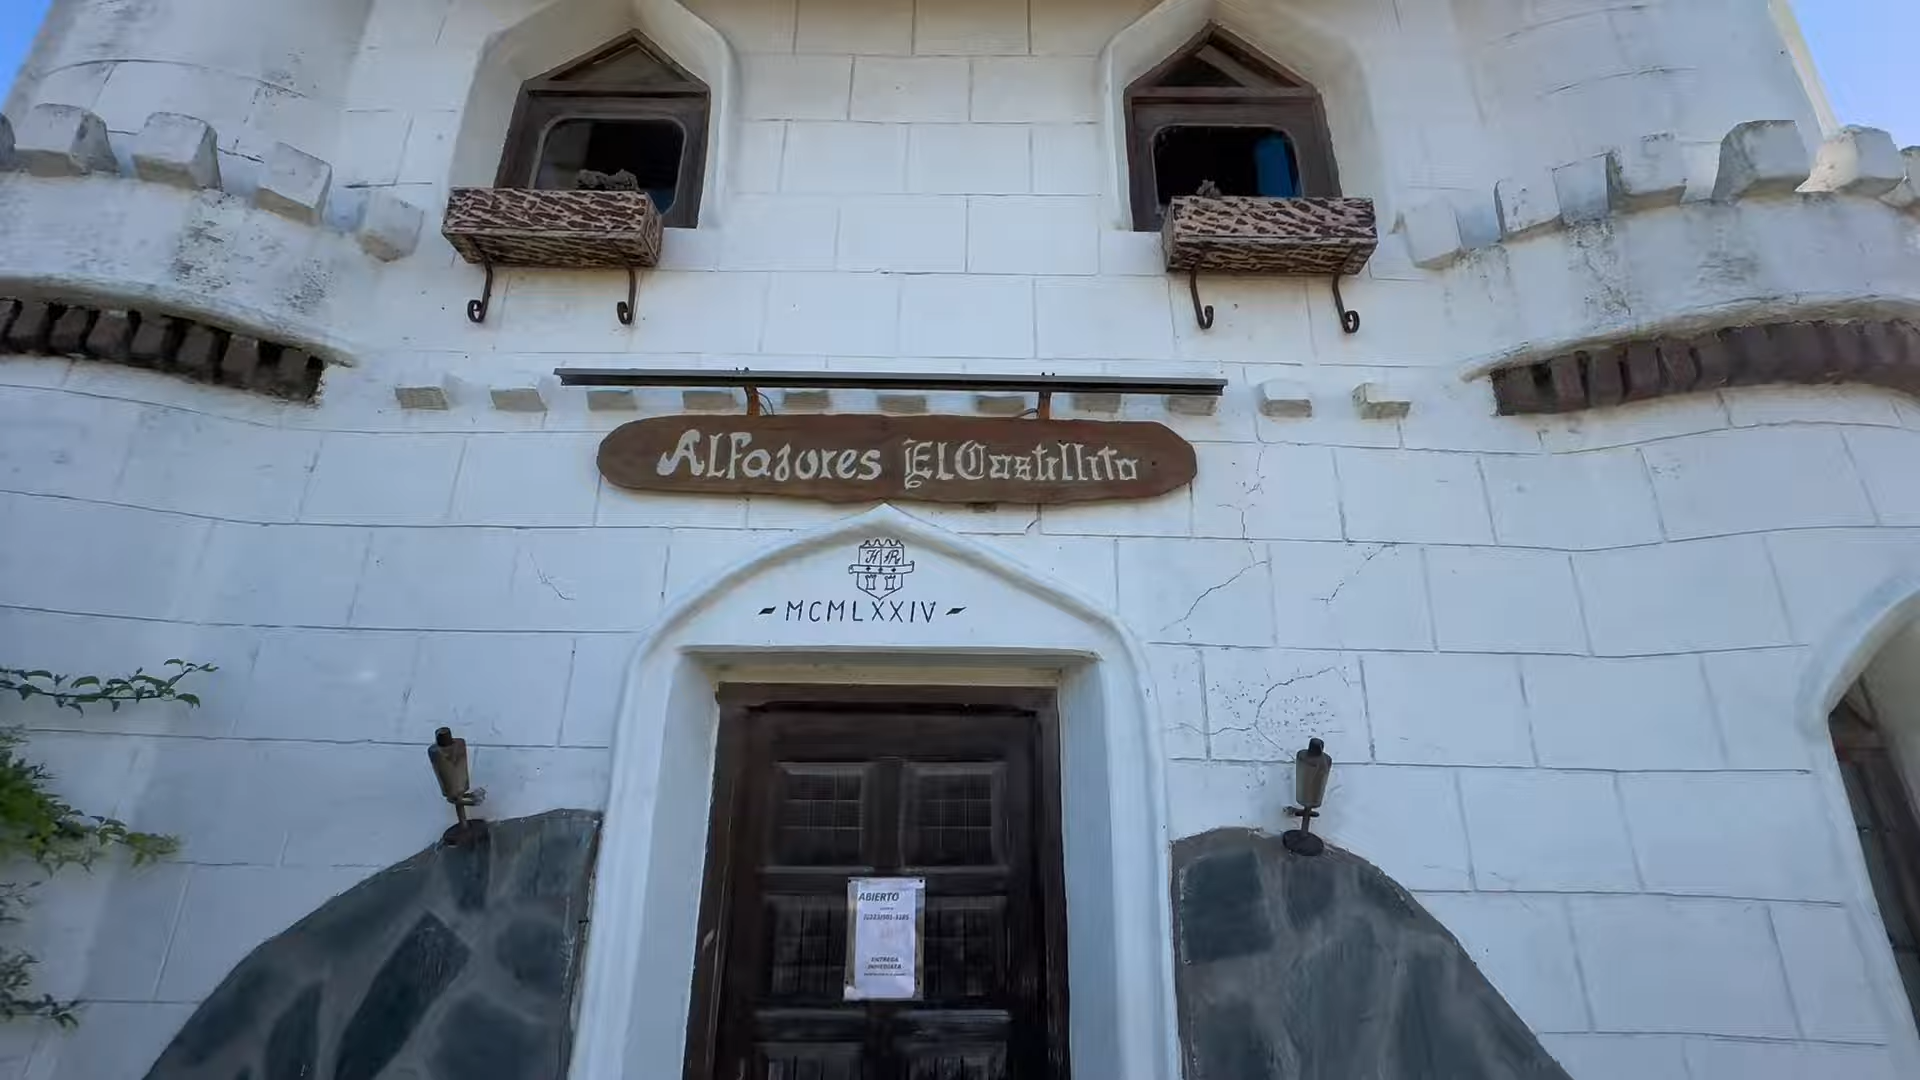 Alfajores El Castillito
H R
MCMLXXIV
ABIERTO
ENTREGA
INMEDIATA